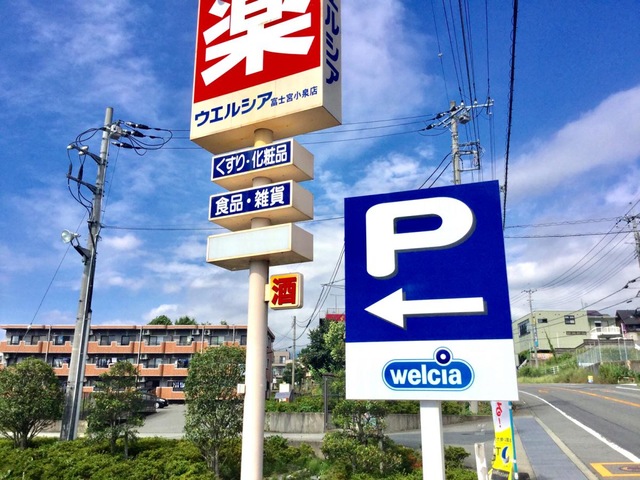 薬
ウエルシア
ウエルシア 富士宮小泉店
くすり・化粧品
食品・雑貨
酒
P
welcia